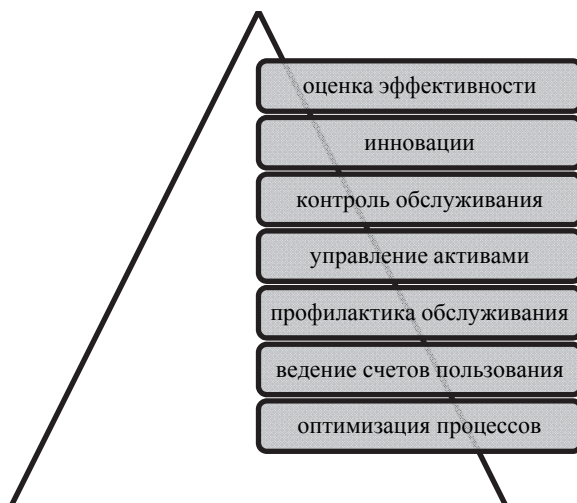 оценка эффективности
инновации
контроль обслуживания
управление активами
профилактика обслуживания
ведение счетов пользования
оптимизация процессов